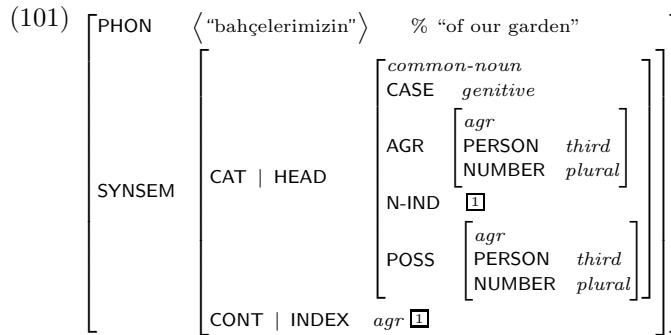 (101) PHON ⟨“bahçelerimizin”⟩ % “of our garden”
common-noun
CASE genitive
agr
AGR PERSON third
NUMBER plural
SYNSEM CAT | HEAD
N-IND 1
agr
POSS PERSON third
NUMBER plural
CONT | INDEX agr 1